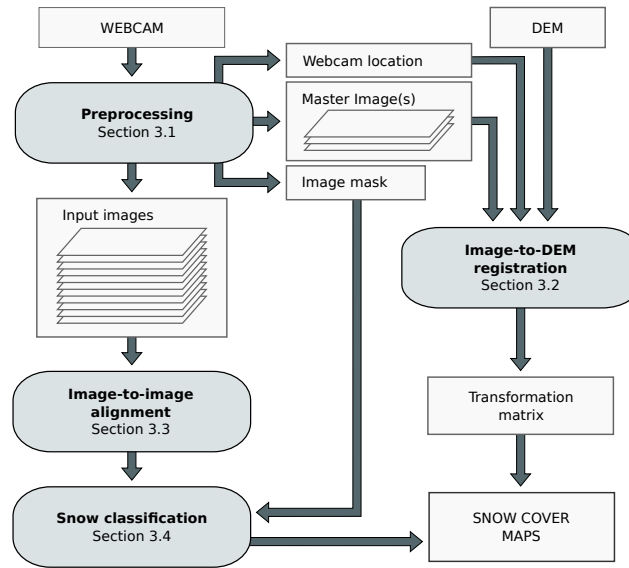 WEBCAM
DEM
Webcam location
Preprocessing
Section 3.1
Master Image(s)
Image mask
Input images
Image-to-DEM
registration
Section 3.2
Image-to-image
alignment
Section 3.3
Transformation
matrix
Snow classification
Section 3.4
SNOW COVER
MAPS